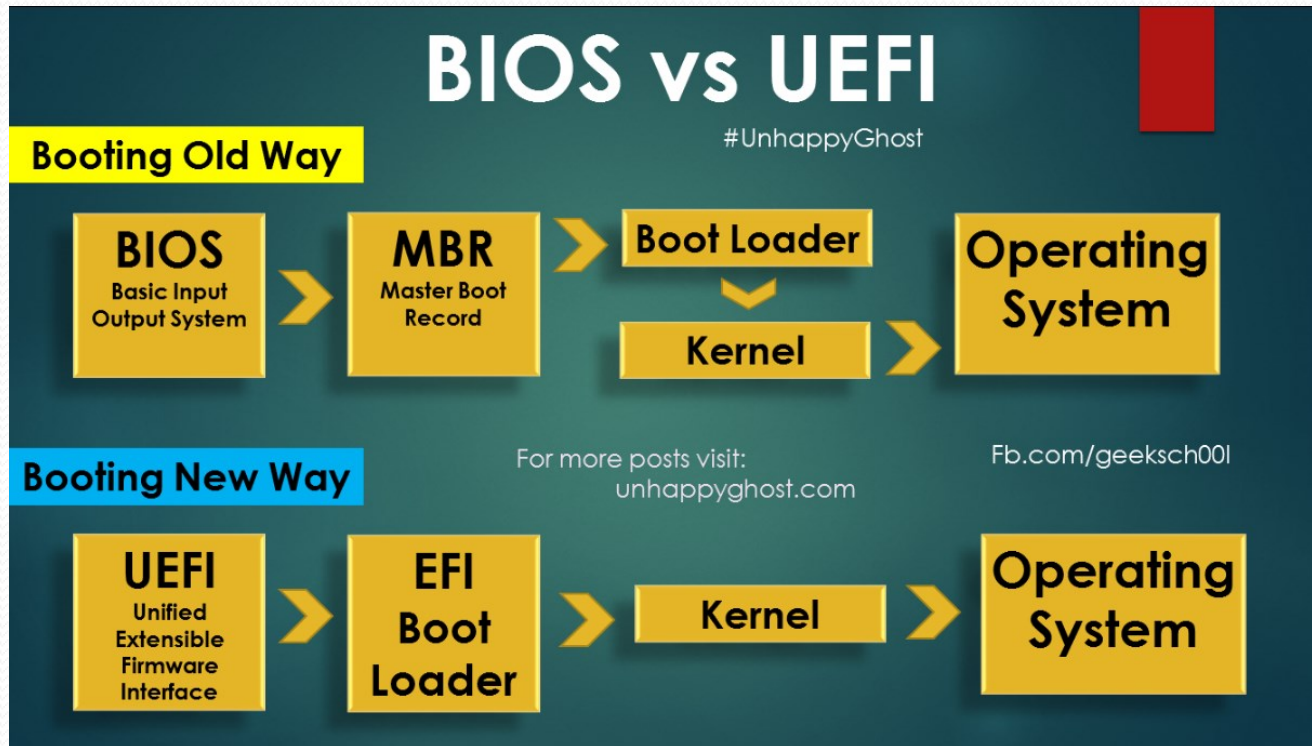 BIOS vs UEFI
#UnhappyGhost
Booting Old Way
BIOS
Basic Input
Output System
MBR
Master Boot
Record
Boot Loader
Kernel
Operating
System
Booting New Way
For more posts visit:
unhappyghost.com
Fb.com/geeksch00l
UEFI
Unified
Extensible
Firmware
Interface
EFI
Boot
Loader
Kernel
Operating
System